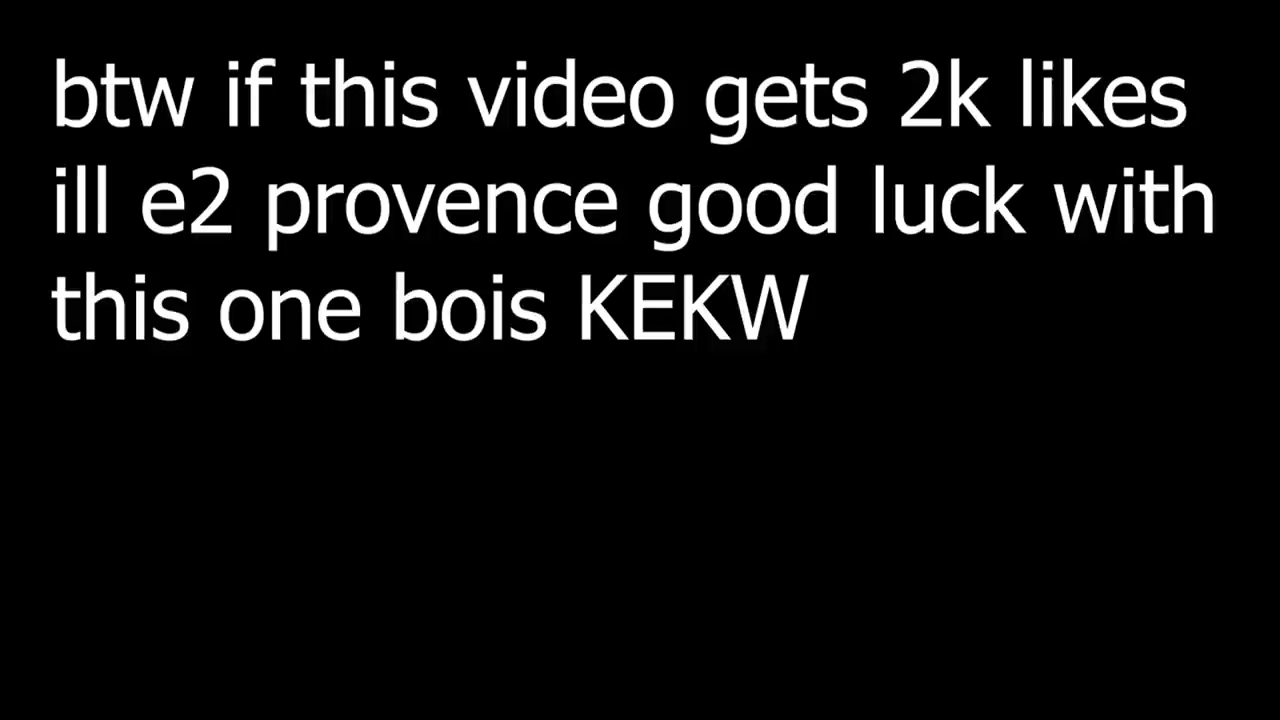 btw if this video gets 2k likes
ill e2 provence good luck with
this one bois KEKW